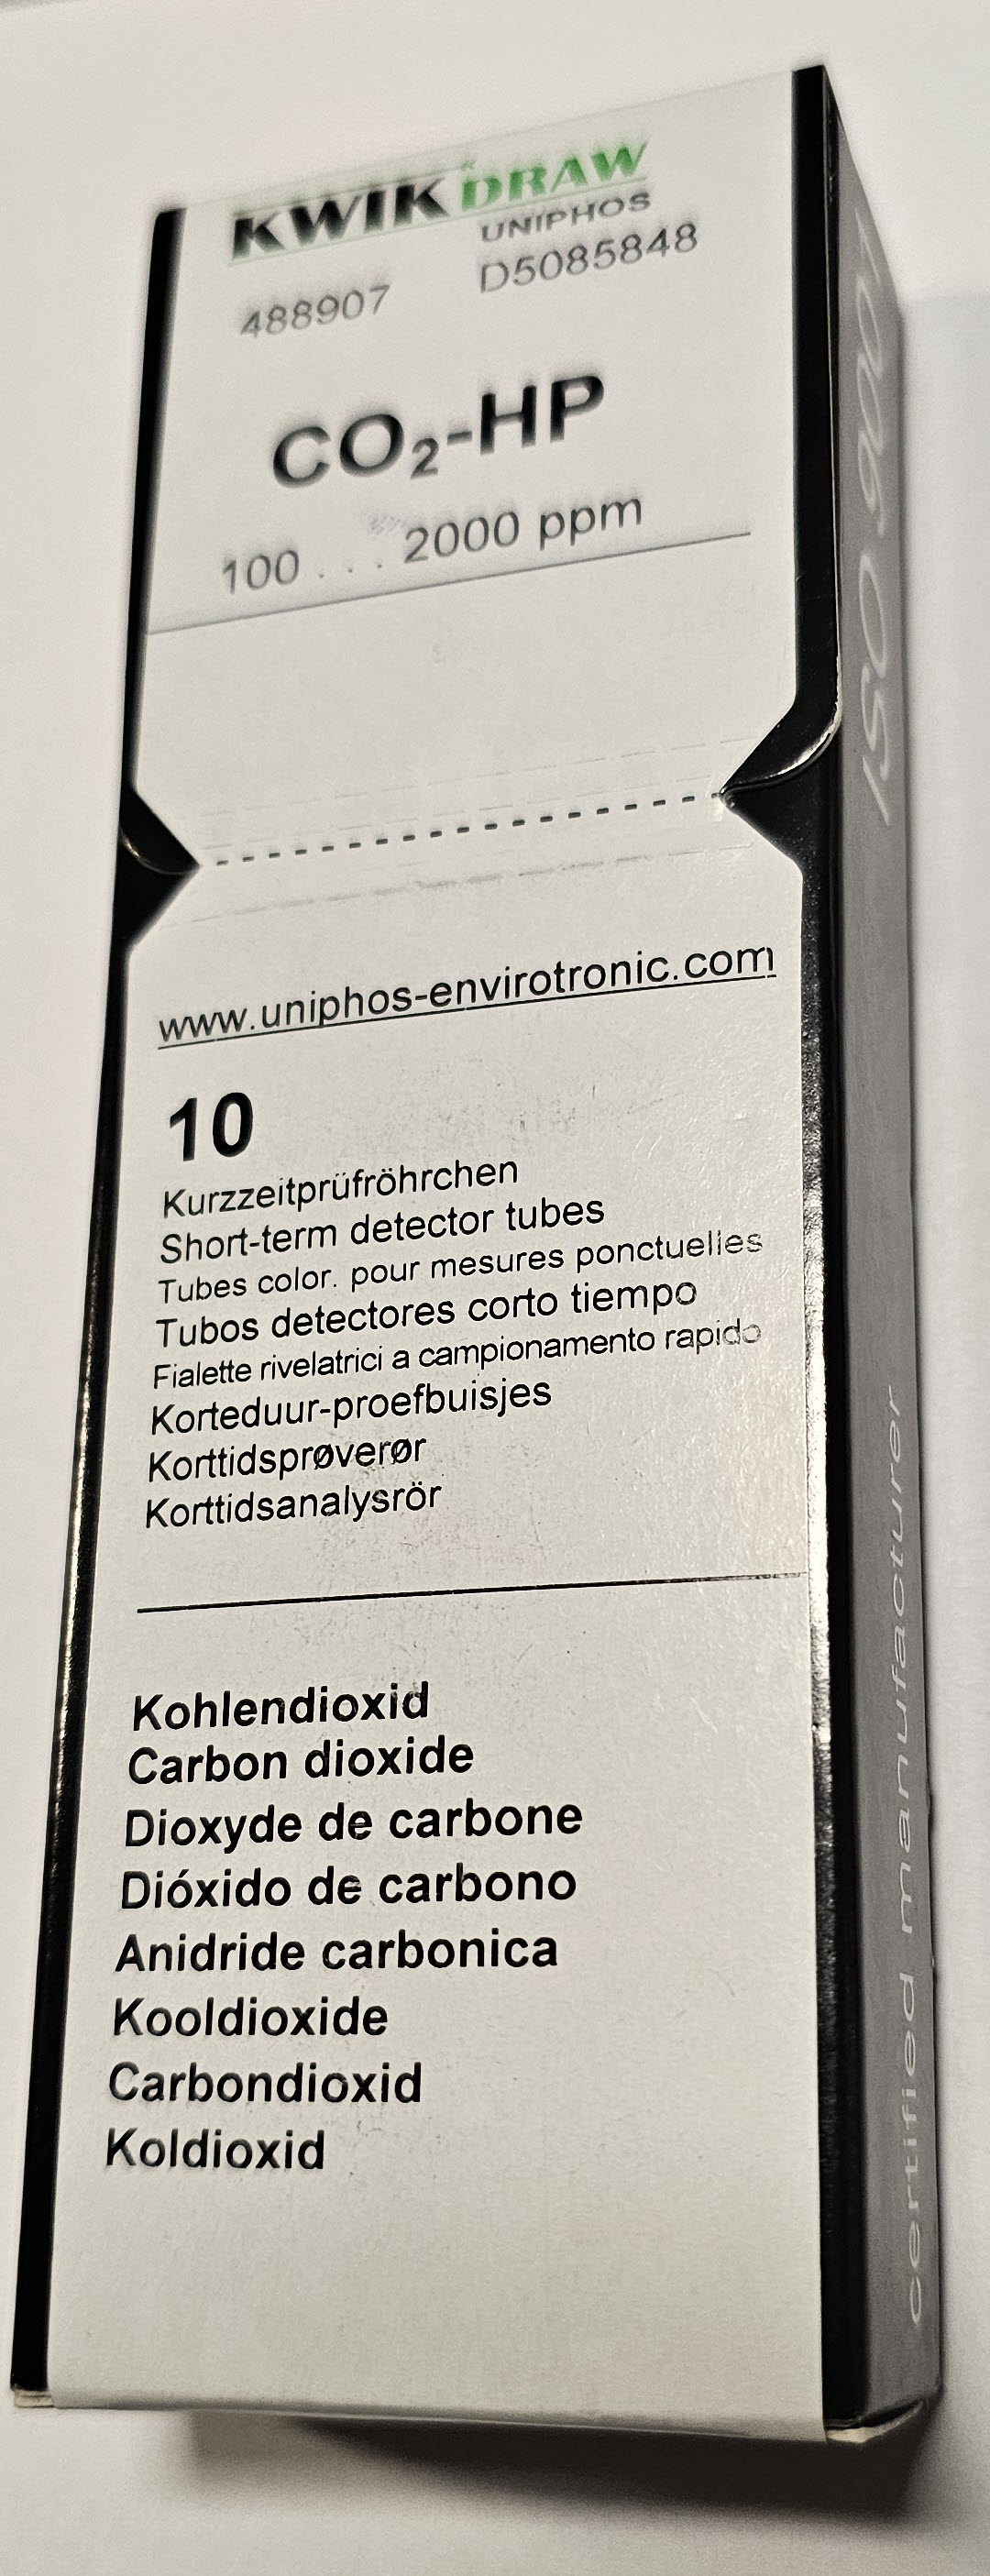 KWIK DRAW
UNIPHOS
488907 D5085848
CO₂-HP
100 . . . 2000 ppm
www.uniphos-envirotronic.com
10
Kurzzeitprüfröhrchen
Short-term detector tubes
Tubes color. pour mesures ponctuelles
Tubos detectores corto tiempo
Fialette rivelatrici a campionamento rapido
Korteduur-proefbuisjes
Korttidsprøverør
Korttidsanalysrör
Kohlendioxid
Carbon dioxide
Dioxyde de carbone
Dióxido de carbono
Anidride carbonica
Kooldioxide
Carbondioxid
Koldioxid
certified manufacturer ISO 9001